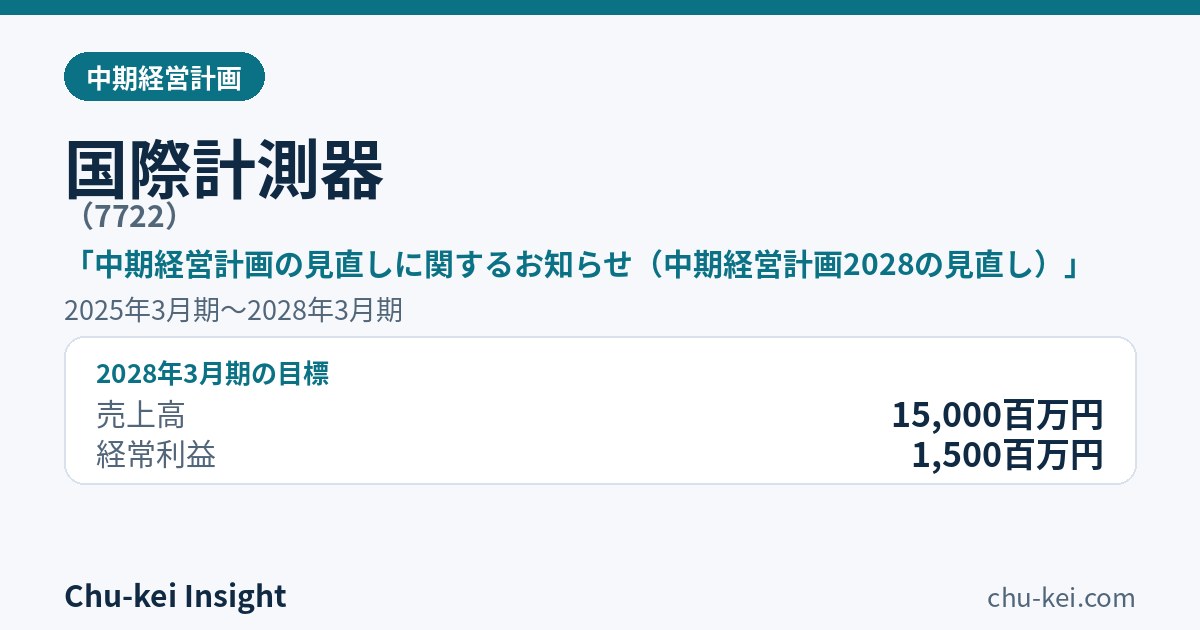 中期経営計画
国際計測器
（7722）
「中期経営計画の見直しに関するお知らせ（中期経営計画2028の見直し）」
2025年3月期～2028年3月期
2028年3月期の目標
売上高 15,000百万円
経常利益 1,500百万円
Chu-kei Insight chu-kei.com